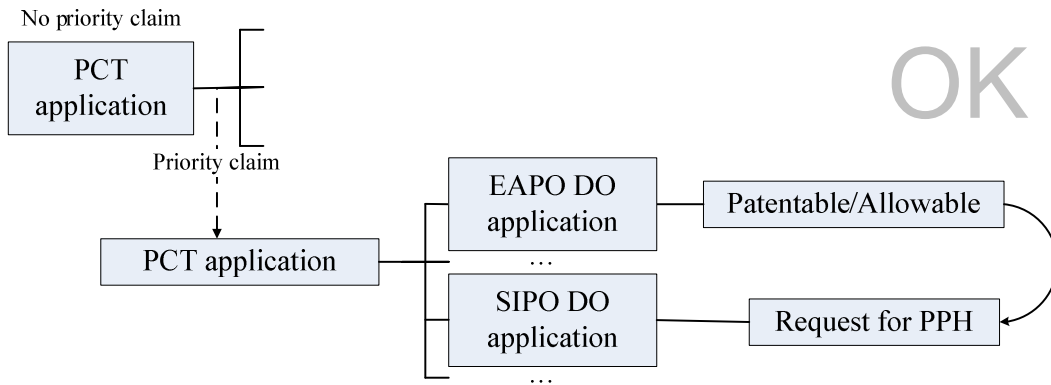 No priority claim
PCT
application
OK
Priority claim
EAPO DO
application
Patentable/Allowable
PCT application
...
SIPO DO
application
Request for PPH
...